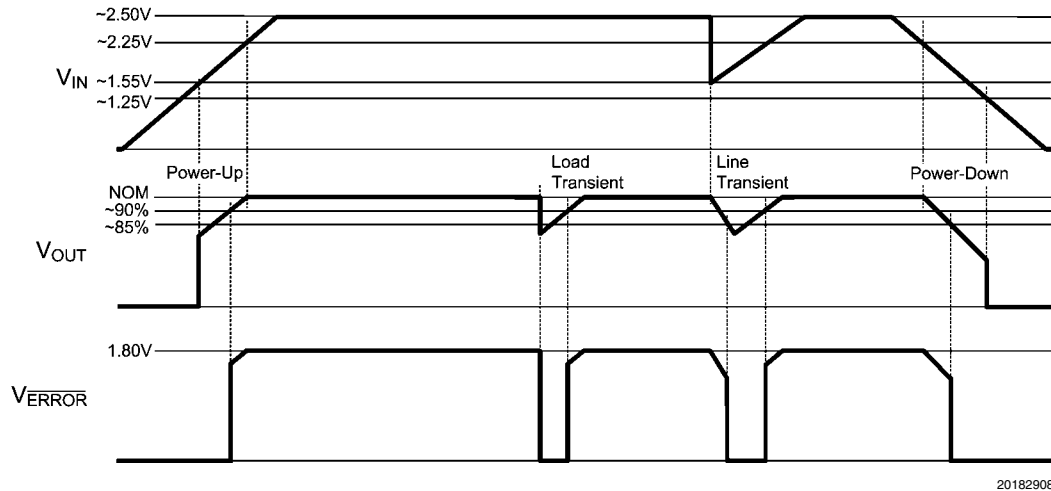 ~2.50V
~2.25V
VIN ~1.55V
~1.25V
Power-Up
Load
Transient
Line
Transient
Power-Down
NOM
~90%
~85%
VOUT
1.80V
VERROR
20182908